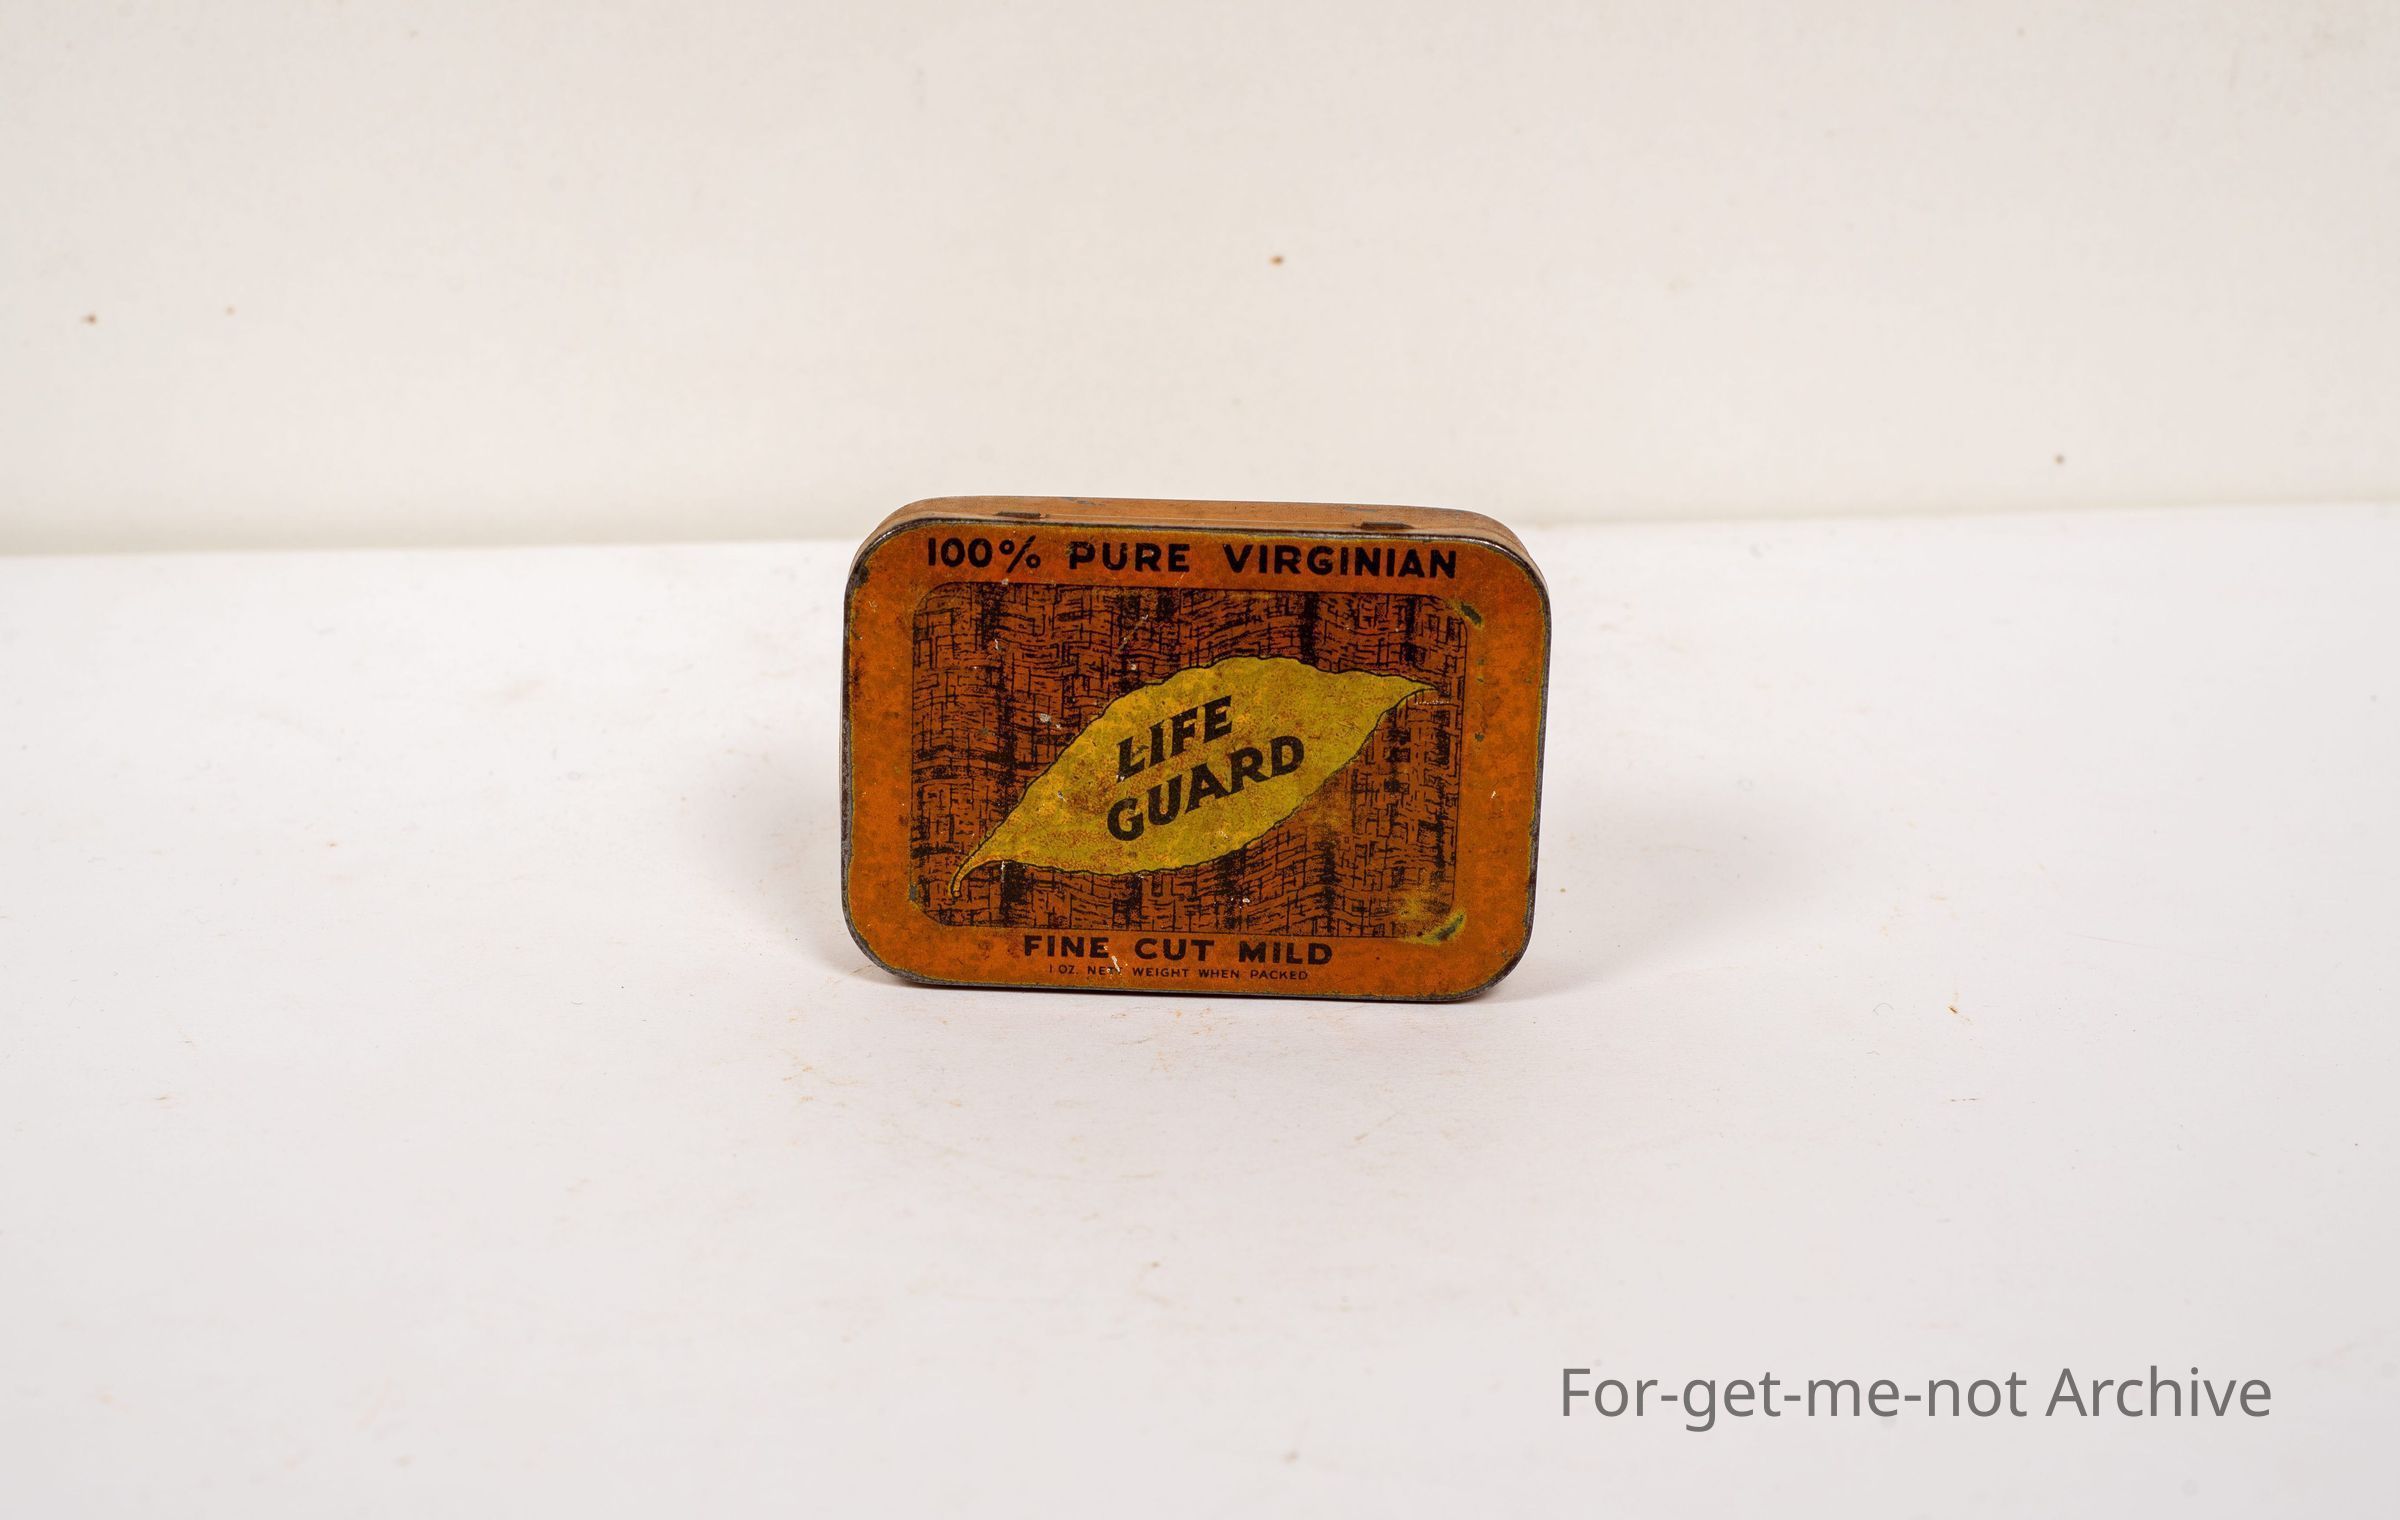 100% PURE VIRGINIAN
LIFE
GUARD
FINE CUT MILD
1 OZ. NETT WEIGHT WHEN PACKED
For-get-me-not Archive